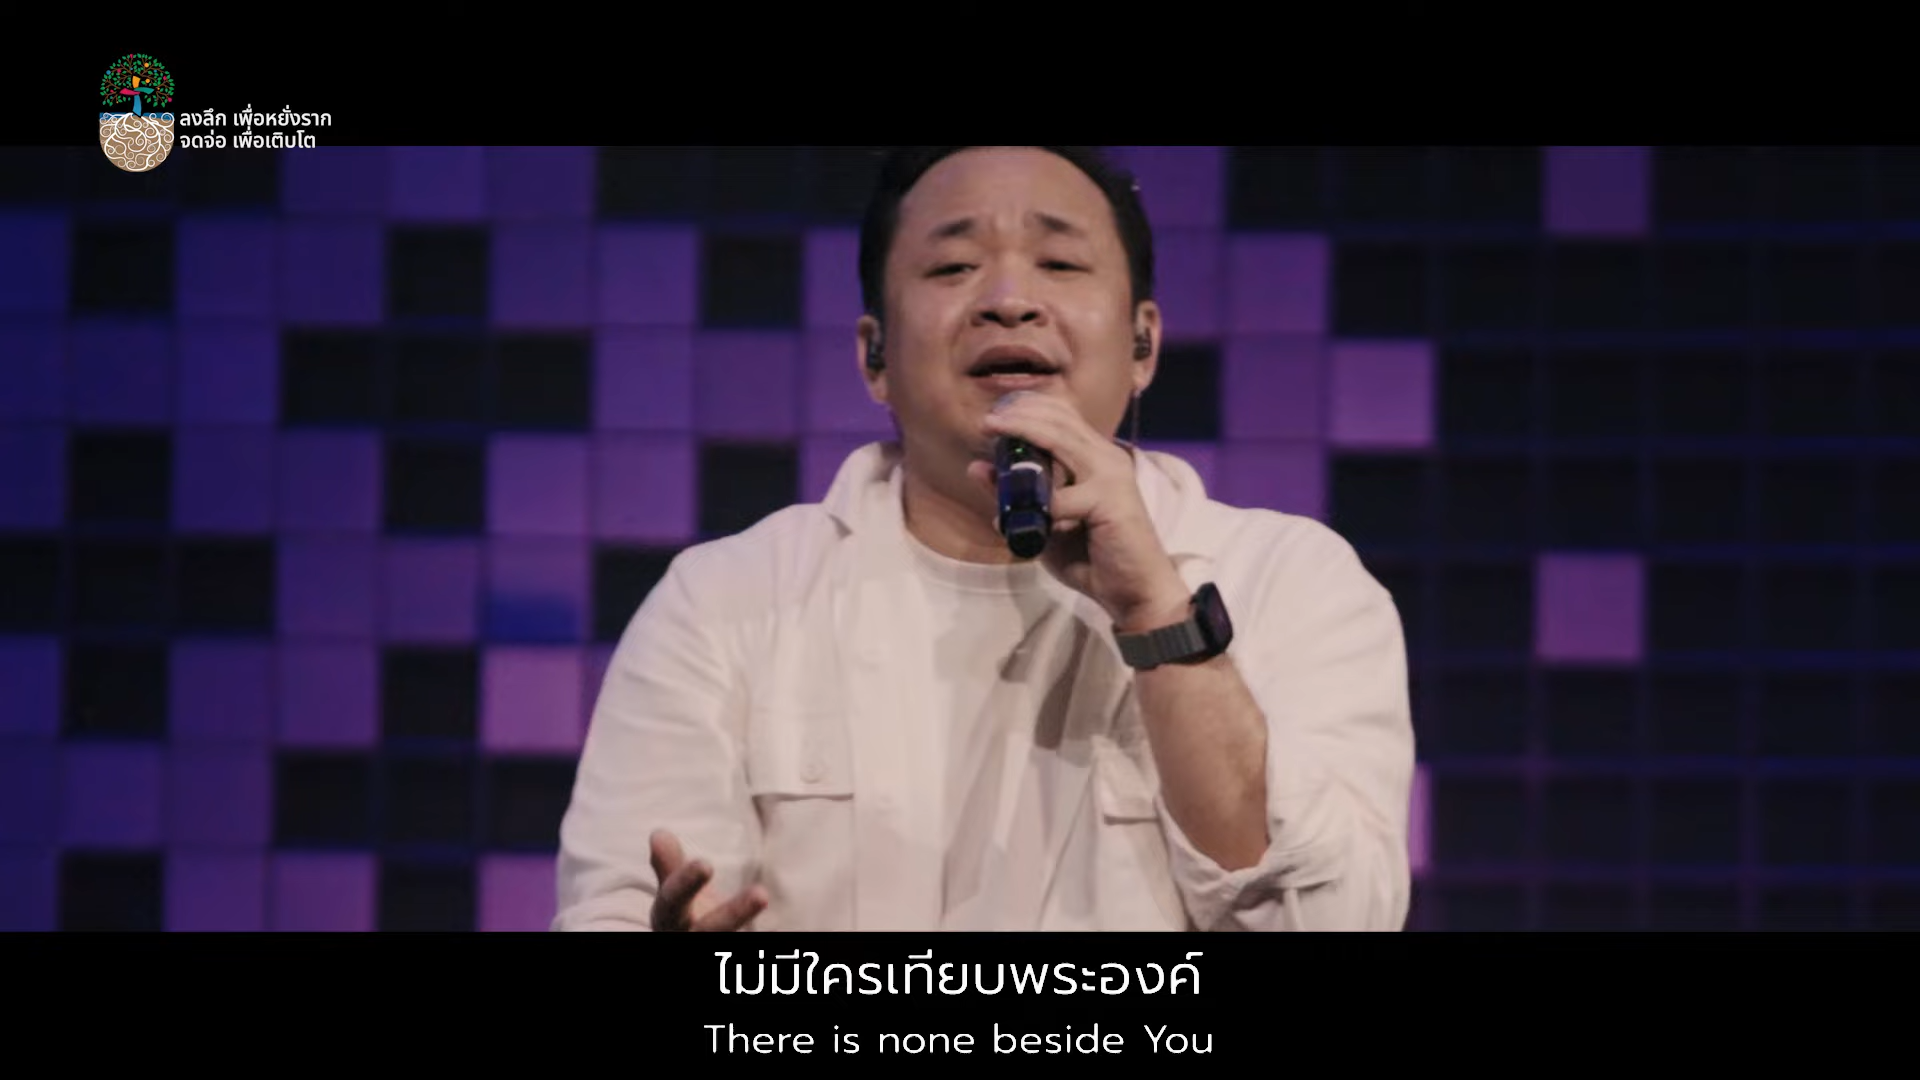 ลงลึก เพื่อหยั่งราก
จดจ่อ เพื่อเติบโต
ไม่มีใครเทียบพระองค์
There is none beside You